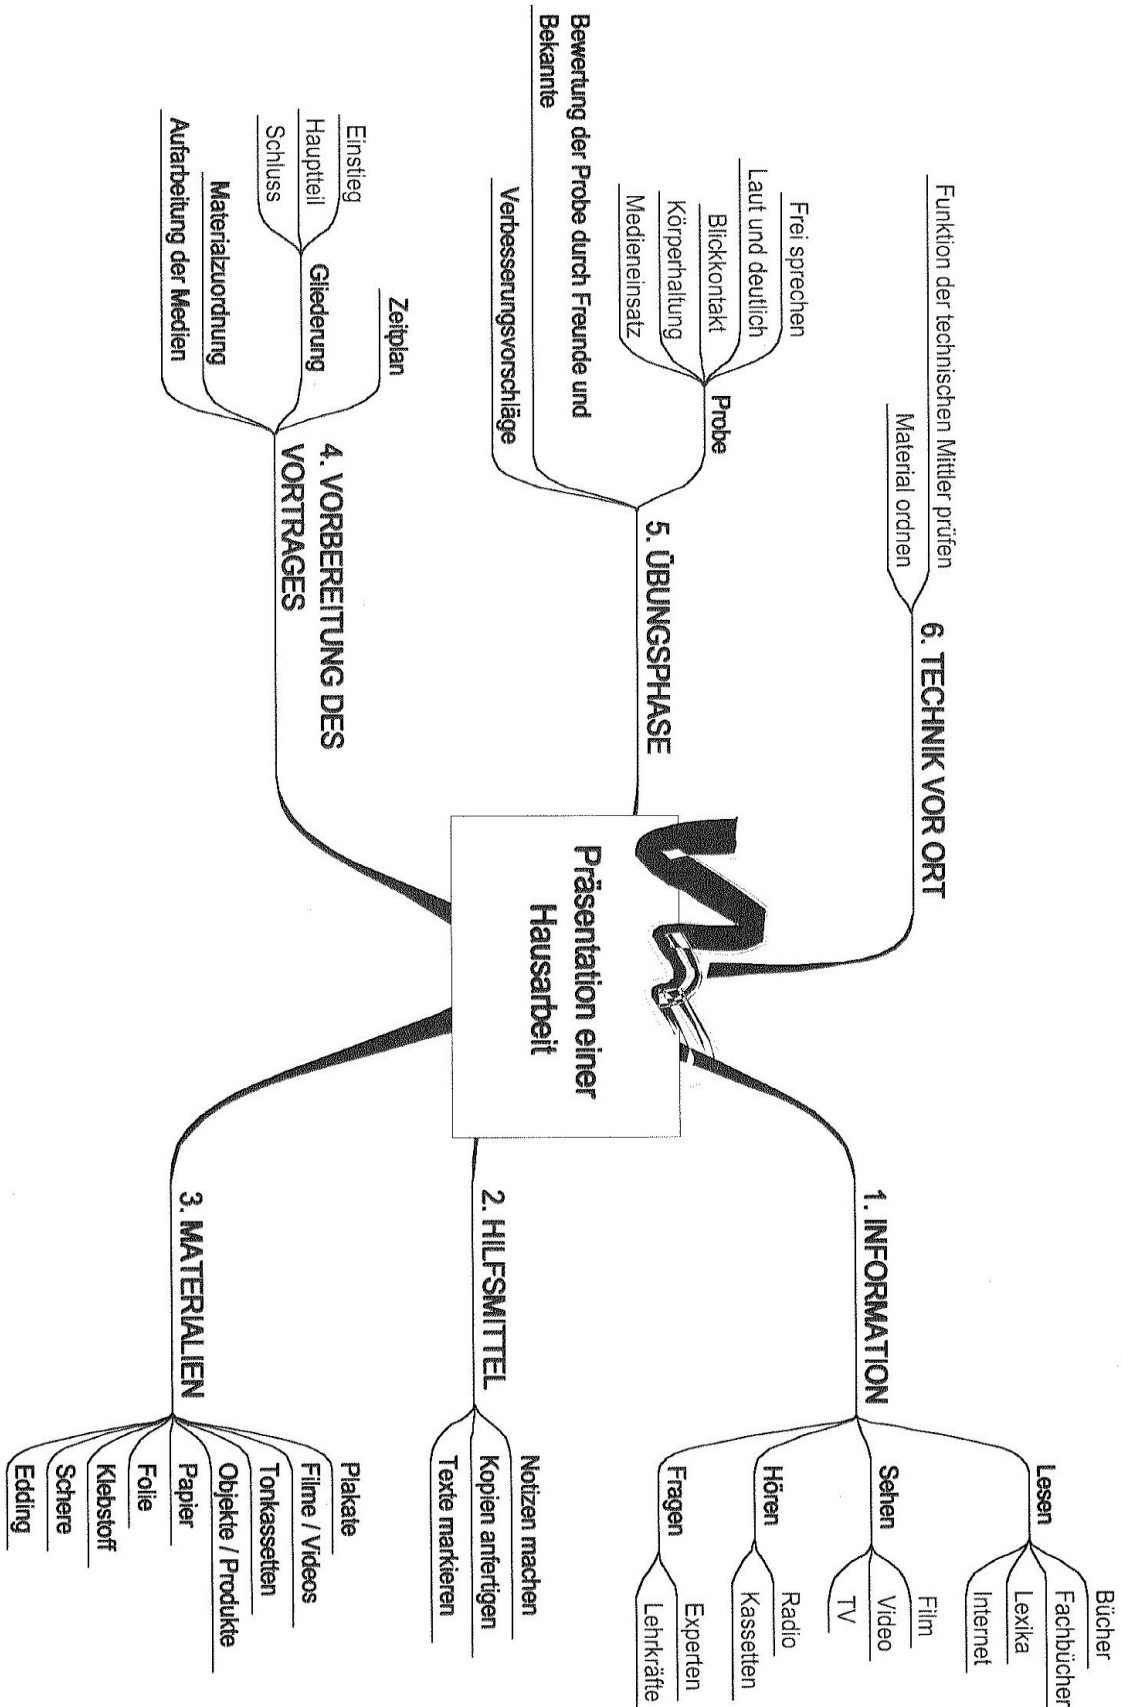 Präsentation einer
Hausarbeit
1. INFORMATION
Lesen
Bücher
Fachbücher
Lexika
Internet
Sehen
Film
Video
TV
Hören
Radio
Kassetten
Fragen
Experten
Lehrkräfte
2. HILFSMITTEL
Notizen machen
Kopien anfertigen
Texte markieren
3. MATERIALIEN
Plakate
Filme / Videos
Tonkassetten
Objekte / Produkte
Papier
Folie
Klebstoff
Schere
Edding
4. VORBEREITUNG DES
VORTRAGES
Zeitplan
Gliederung
Einstieg
Hauptteil
Schluss
Materialzuordnung
Aufarbeitung der Medien
5. ÜBUNGSPHASE
Probe
Frei sprechen
Laut und deutlich
Blickkontakt
Körperhaltung
Medieneinsatz
Bewertung der Probe durch Freunde und
Bekannte
Verbesserungsvorschläge
6. TECHNIK VOR ORT
Funktion der technischen Mittler prüfen
Material ordnen